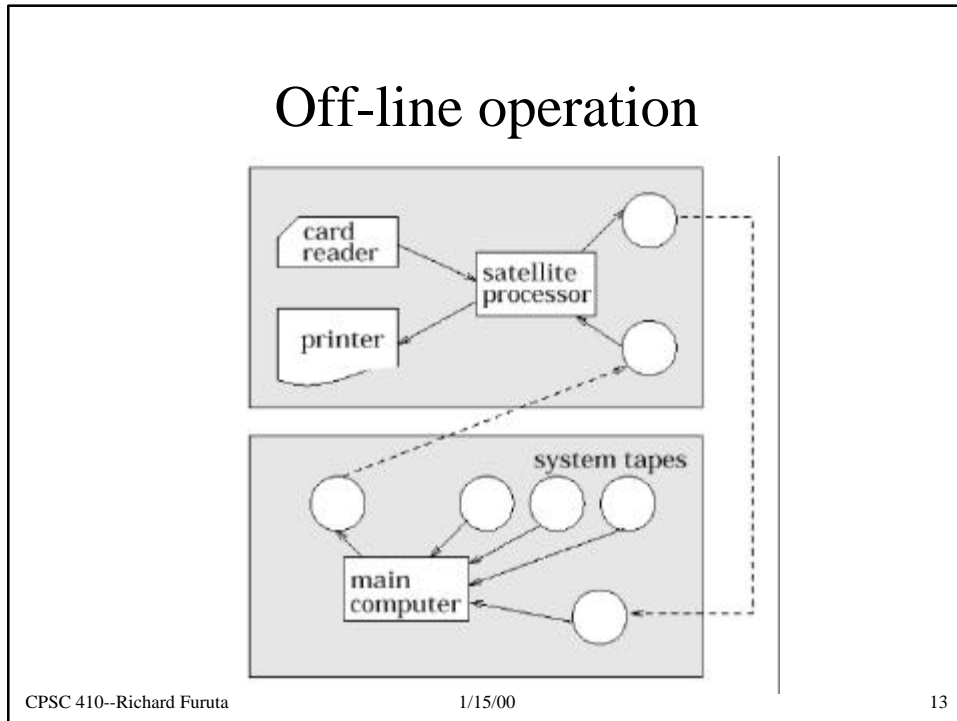 Off-line operation
card
reader
satellite
processor
printer
system tapes
main
computer
CPSC 410--Richard Furuta 1/15/00 13